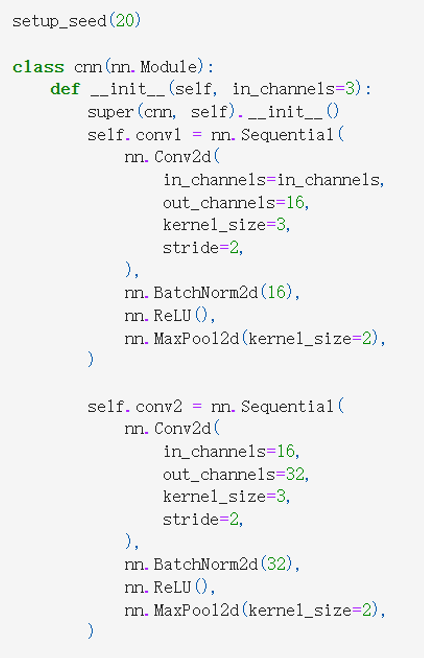 setup_seed(20)

class cnn(nn.Module):
    def __init__(self, in_channels=3):
        super(cnn, self).__init__()
        self.conv1 = nn.Sequential(
            nn.Conv2d(
                in_channels=in_channels,
                out_channels=16,
                kernel_size=3,
                stride=2,
            ),
            nn.BatchNorm2d(16),
            nn.ReLU(),
            nn.MaxPool2d(kernel_size=2),
        )

        self.conv2 = nn.Sequential(
            nn.Conv2d(
                in_channels=16,
                out_channels=32,
                kernel_size=3,
                stride=2,
            ),
            nn.BatchNorm2d(32),
            nn.ReLU(),
            nn.MaxPool2d(kernel_size=2),
        )